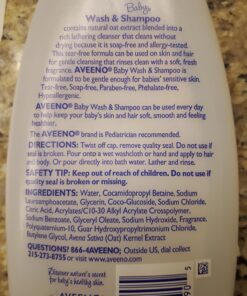 Baby
Wash & Shampoo
contains natural oat extract blended into a
rich lathering cleanser that cleans without
drying because it is soap-free and allergy-tested.
This tear-free formula can be used on skin and hair
for gentle cleansing that rinses clean with a soft, fresh
fragrance. AVEENO® Baby Wash & Shampoo is
formulated to be gentle enough for babies' sensitive skin.
Tear-free, Soap-free, Paraben-free, Phthalate-free,
Hypoallergenic.
AVEENO® Baby Wash & Shampoo can be used every day
to help keep your baby's skin and hair soft, smooth and feeling
healthier.
The AVEENO® brand is Pediatrician recommended.
DIRECTIONS: Twist off cap, remove quality seal. Do not use if
seal is broken. Pour onto a wet washcloth or hand and apply to hair
and body. Or pour directly into bath water. Lather and rinse.
SAFETY TIP: Keep out of reach of children. Do not use if
quality seal is broken or missing.
INGREDIENTS: Water, Cocamidopropyl Betaine, Sodium
Lauroamphoacetate, Glycerin, Coco-Glucoside, Sodium Chloride,
Citric Acid, Acrylates/C10-30 Alkyl Acrylate Crosspolymer,
Sodium Benzoate, Glyceryl Oleate, Sodium Hydroxide, Fragrance,
Polyquaternium-10, Guar Hydroxypropyltrimonium Chloride,
Butylene Glycol, Avena Sativa (Oat) Kernel Extract
QUESTIONS? 866-4AVEENO; Outside US, dial collect
215-273-8755 or visit www.aveeno.com
Discover nature's secret
for baby's healthy skin.
AVEENO
90
5